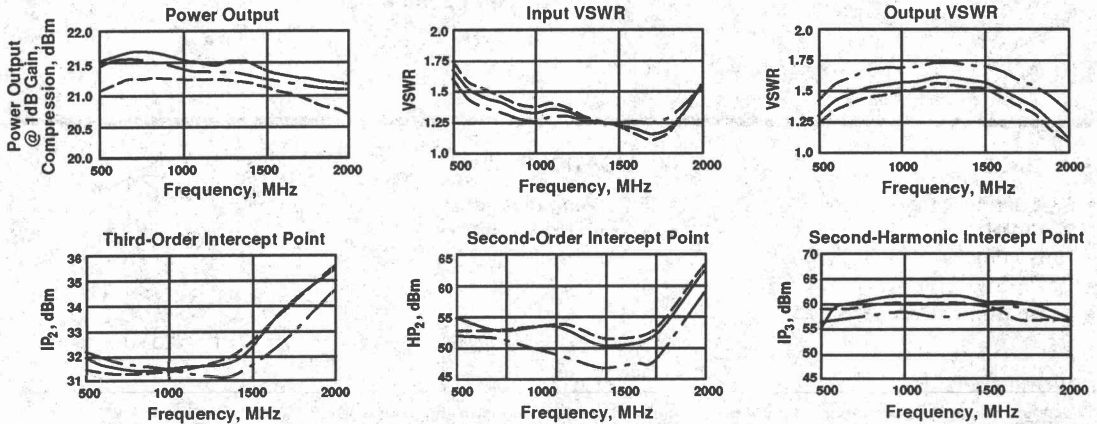 Power Output
Power Output
@ 1dB Gain,
Compression, dBm
22.0
21.5
21.0
20.5
20.0
500
1000
1500
2000
Frequency, MHz
Input VSWR
VSWR
2.0
1.75
1.5
1.25
1.0
500
1000
1500
2000
Frequency, MHz
Output VSWR
VSWR
2.0
1.75
1.5
1.25
1.0
500
1000
1500
2000
Frequency, MHz
Third-Order Intercept Point
IP2, dBm
36
35
34
33
32
31
500
1000
1500
2000
Frequency, MHz
Second-Order Intercept Point
HP2, dBm
65
60
55
50
45
500
1000
1500
2000
Frequency, MHz
Second-Harmonic Intercept Point
IP3, dBm
70
65
60
55
50
45
500
1000
1500
2000
Frequency, MHz